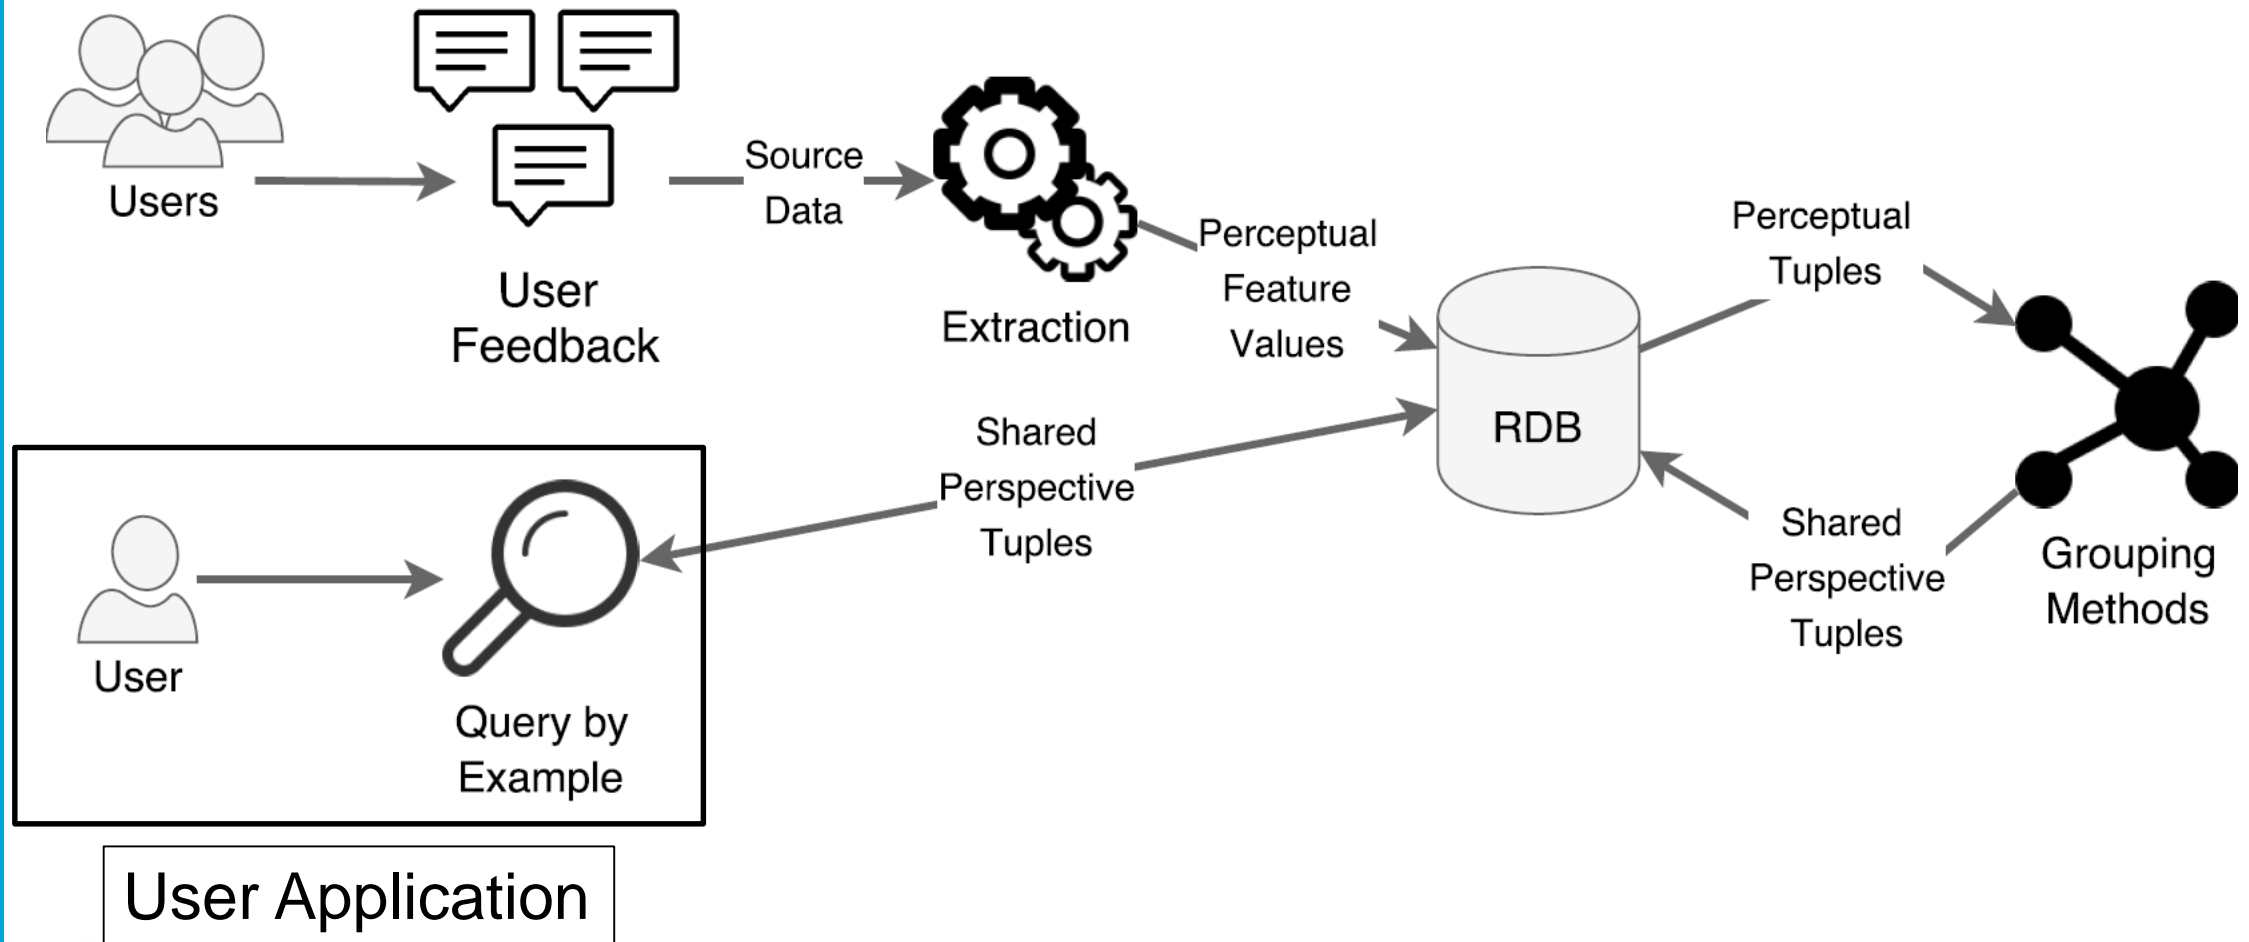 Users
User
Feedback
Source
Data
Extraction
Perceptual
Feature
Values
RDB
Perceptual
Tuples
Grouping
Methods
Shared
Perspective
Tuples
Shared
Perspective
Tuples
User
Query by
Example
User Application